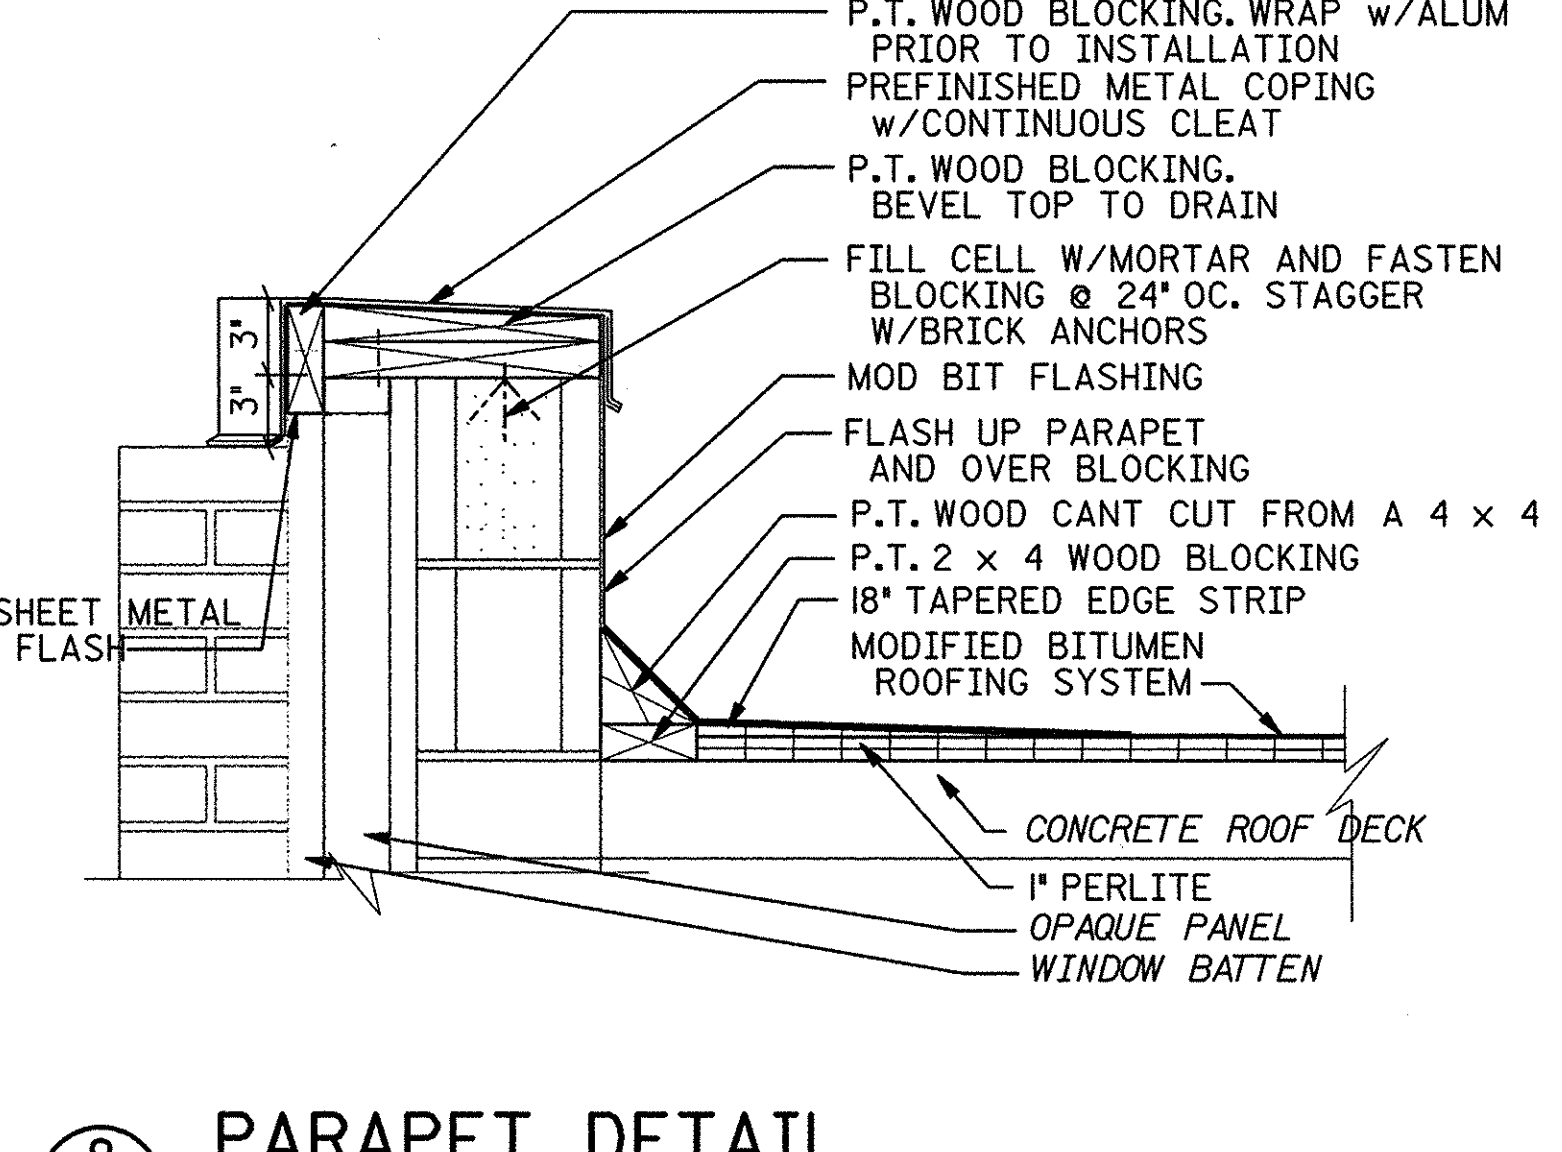 P.T. WOOD BLOCKING. WRAP w/ALUM
PRIOR TO INSTALLATION
PREFINISHED METAL COPING
w/CONTINUOUS CLEAT
P.T. WOOD BLOCKING.
BEVEL TOP TO DRAIN
FILL CELL W/MORTAR AND FASTEN
BLOCKING @ 24" OC. STAGGER
W/BRICK ANCHORS
3"
3"
MOD BIT FLASHING
FLASH UP PARAPET
AND OVER BLOCKING
P.T. WOOD CANT CUT FROM A 4 x 4
P.T. 2 x 4 WOOD BLOCKING
18" TAPERED EDGE STRIP
SHEET METAL
FLASH
MODIFIED BITUMEN
ROOFING SYSTEM
CONCRETE ROOF DECK
1" PERLITE
OPAQUE PANEL
WINDOW BATTEN
PARAPET DETAIL